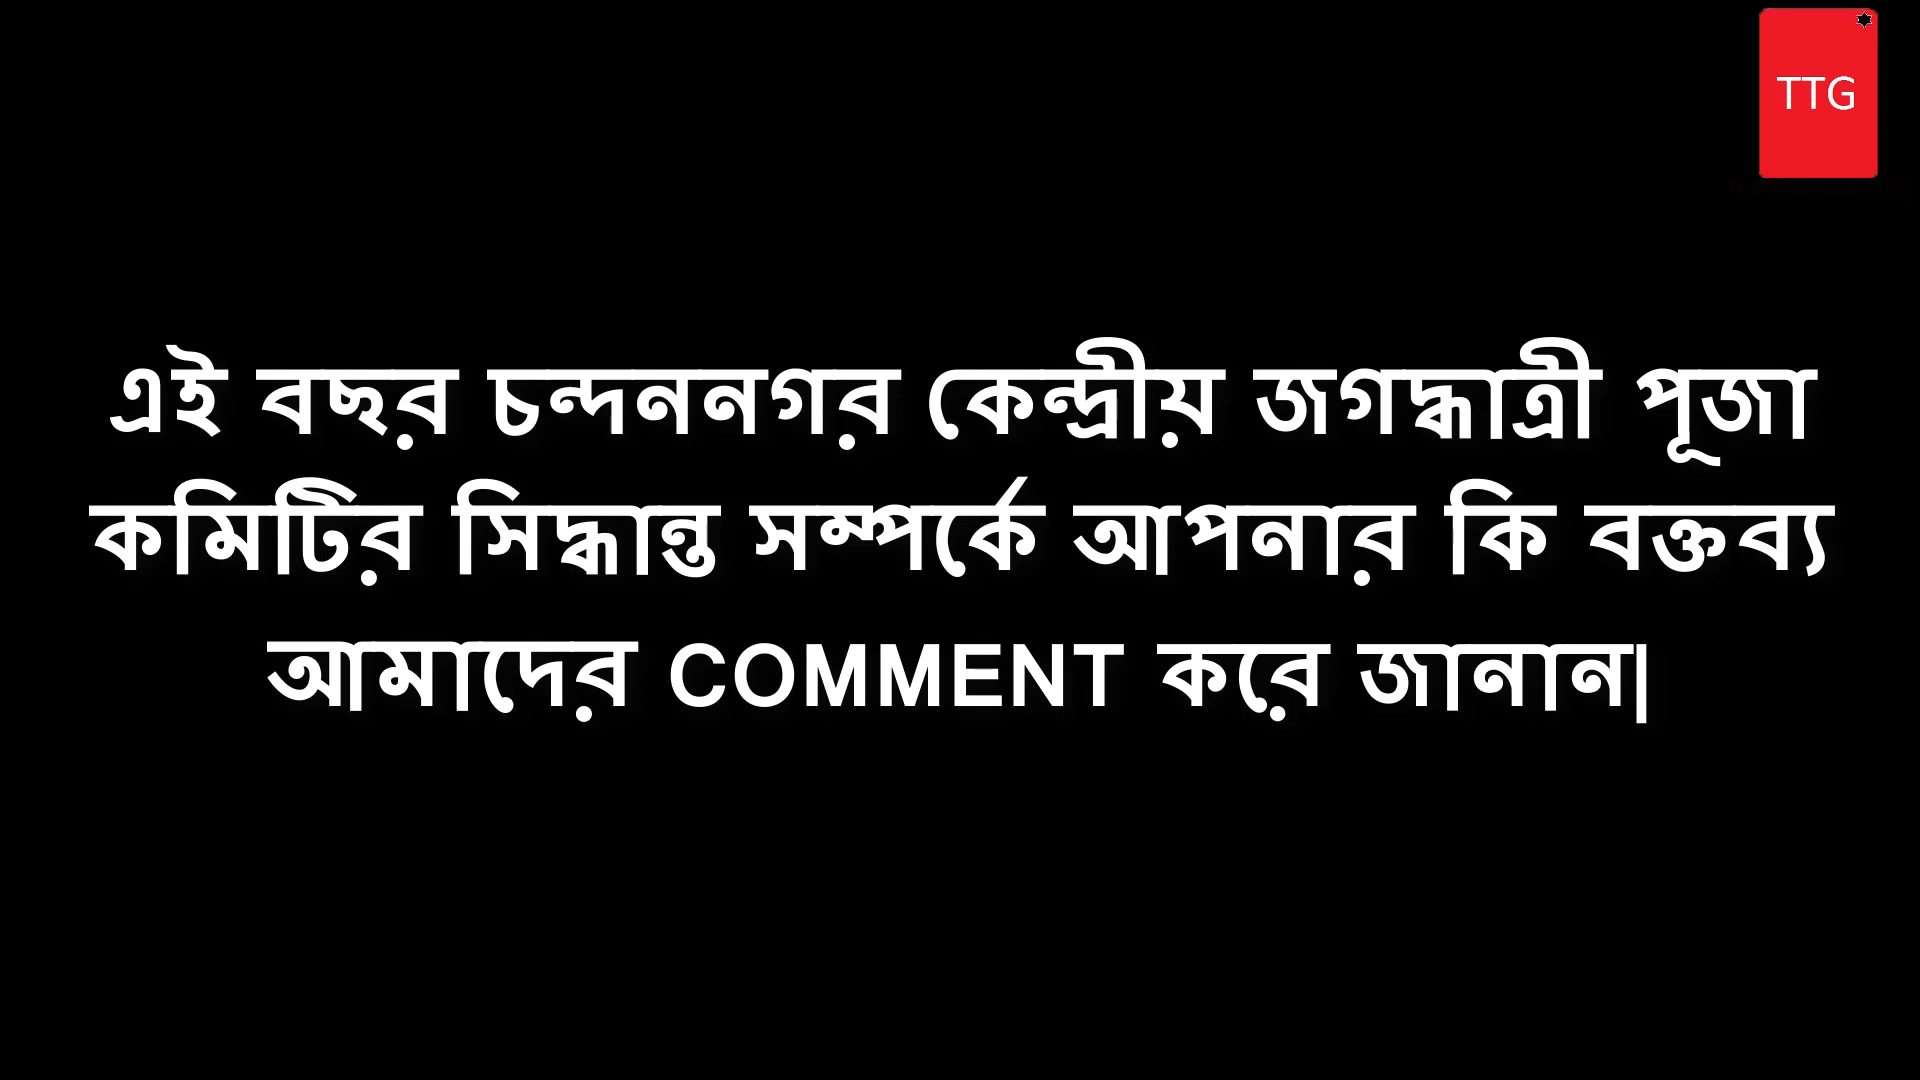 TTG
এই বছর চন্দননগর কেন্দ্রীয় জগদ্ধাত্রী পূজা
কমিটির সিদ্ধান্ত সম্পর্কে আপনার কি বক্তব্য
আমাদের COMMENT করে জানান|